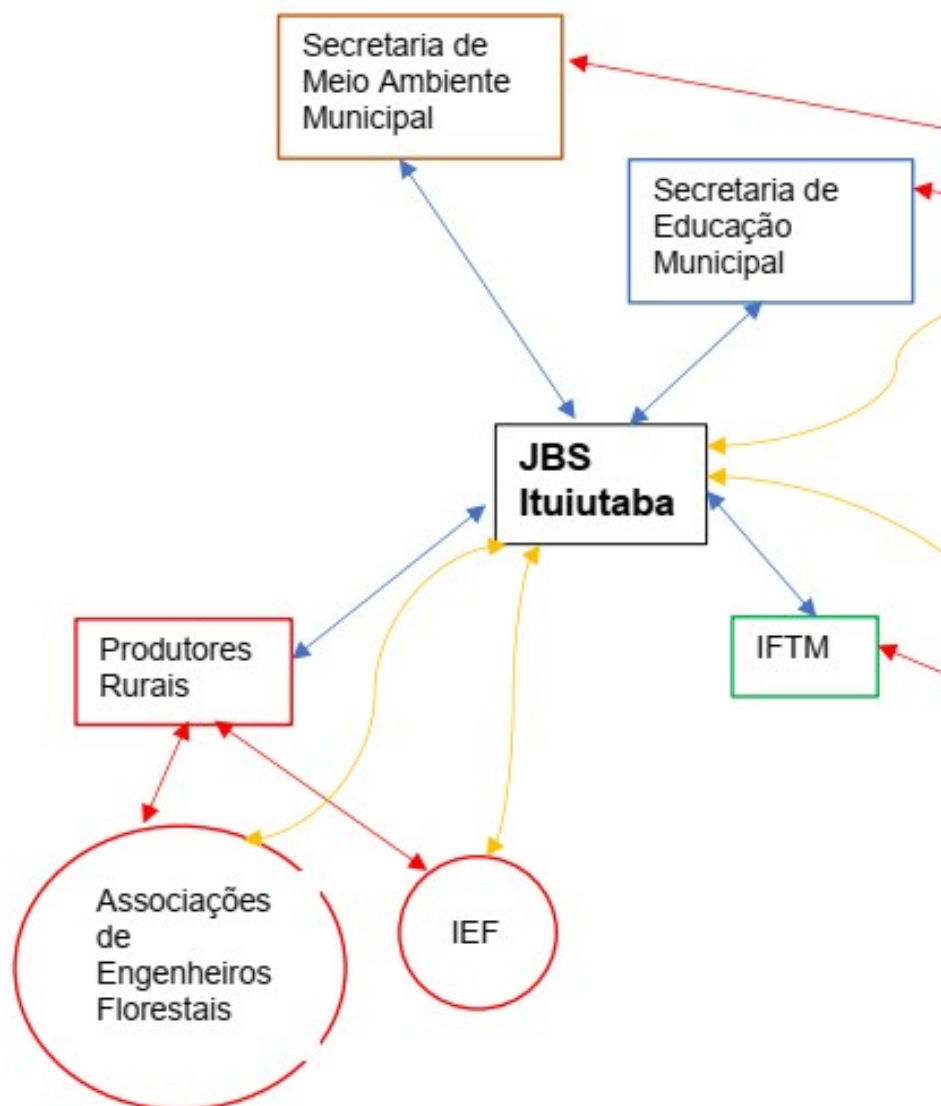 Secretaria de
Meio Ambiente
Municipal
Secretaria de
Educação
Municipal
JBS
Ituiutaba
Produtores
Rurais
IFTM
Associações
de
Engenheiros
Florestais
IEF